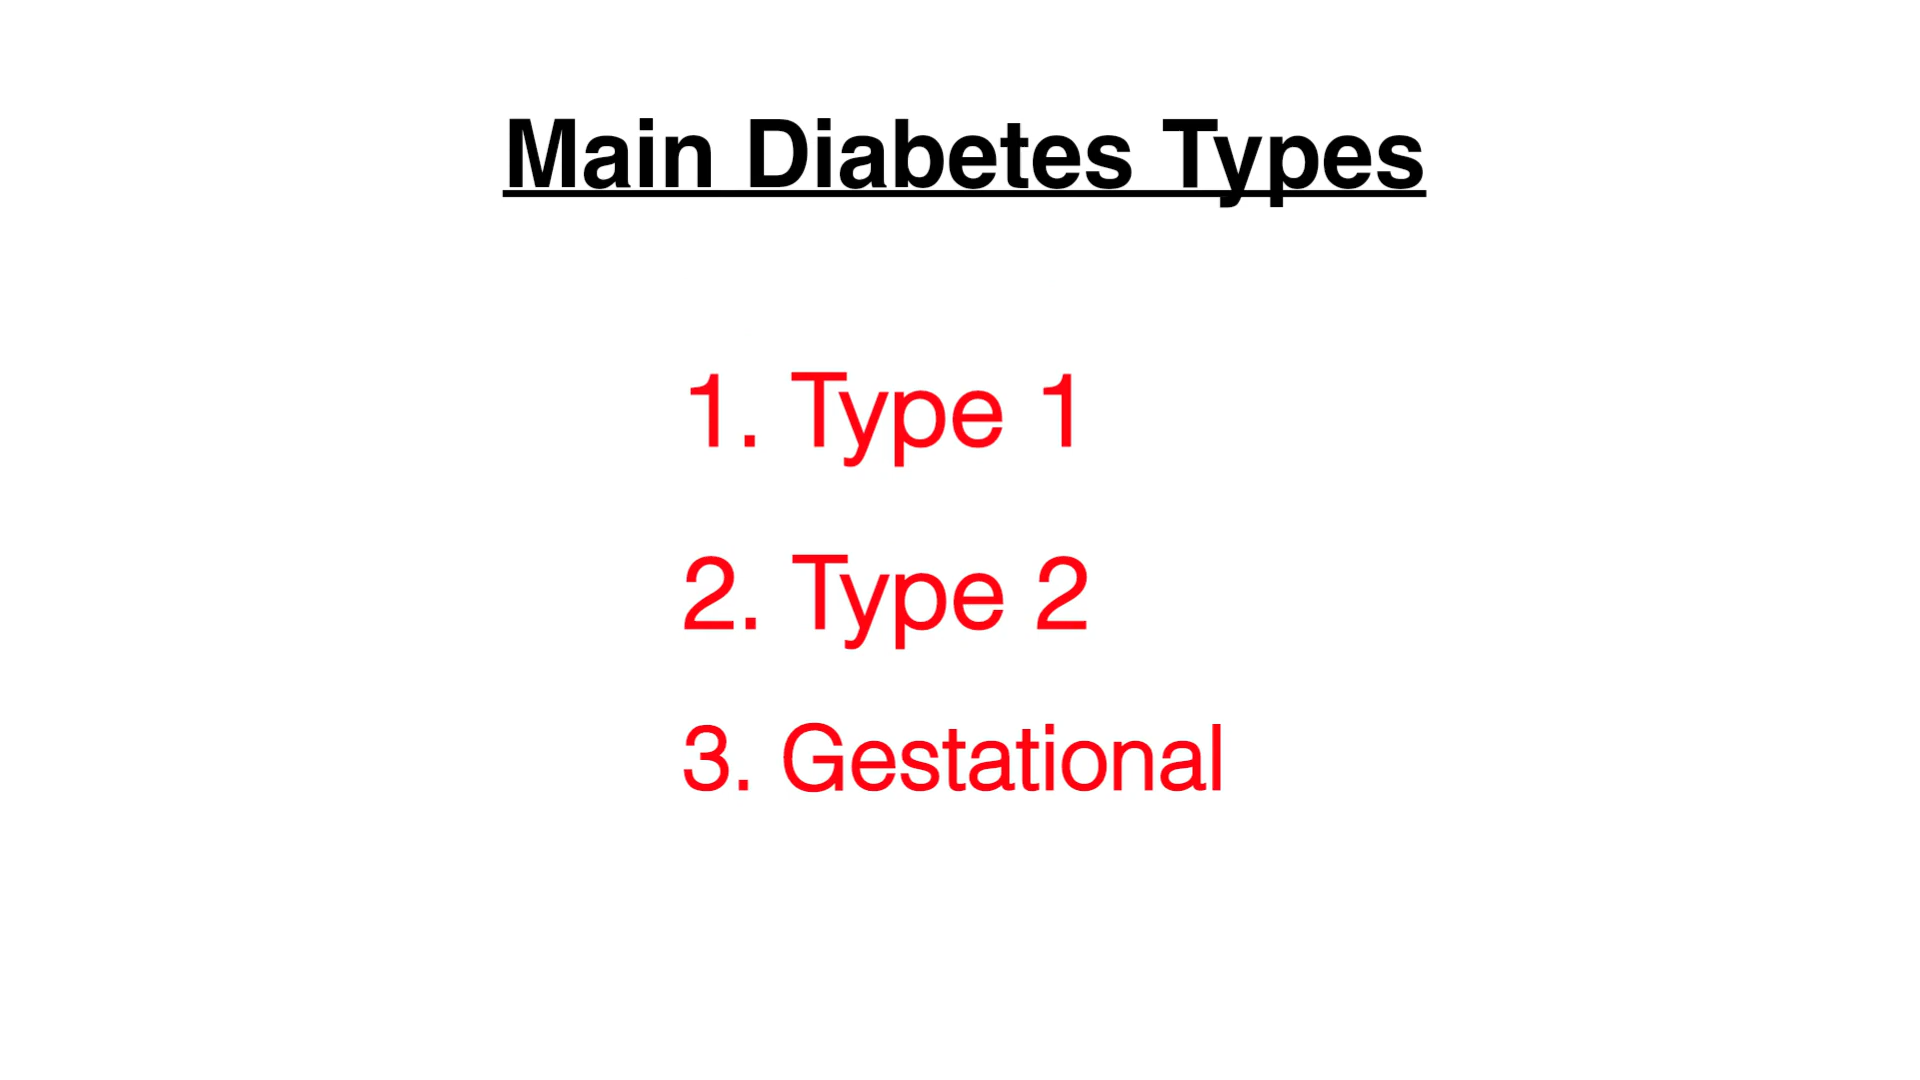 Main Diabetes Types
1. Type 1
2. Type 2
3. Gestational